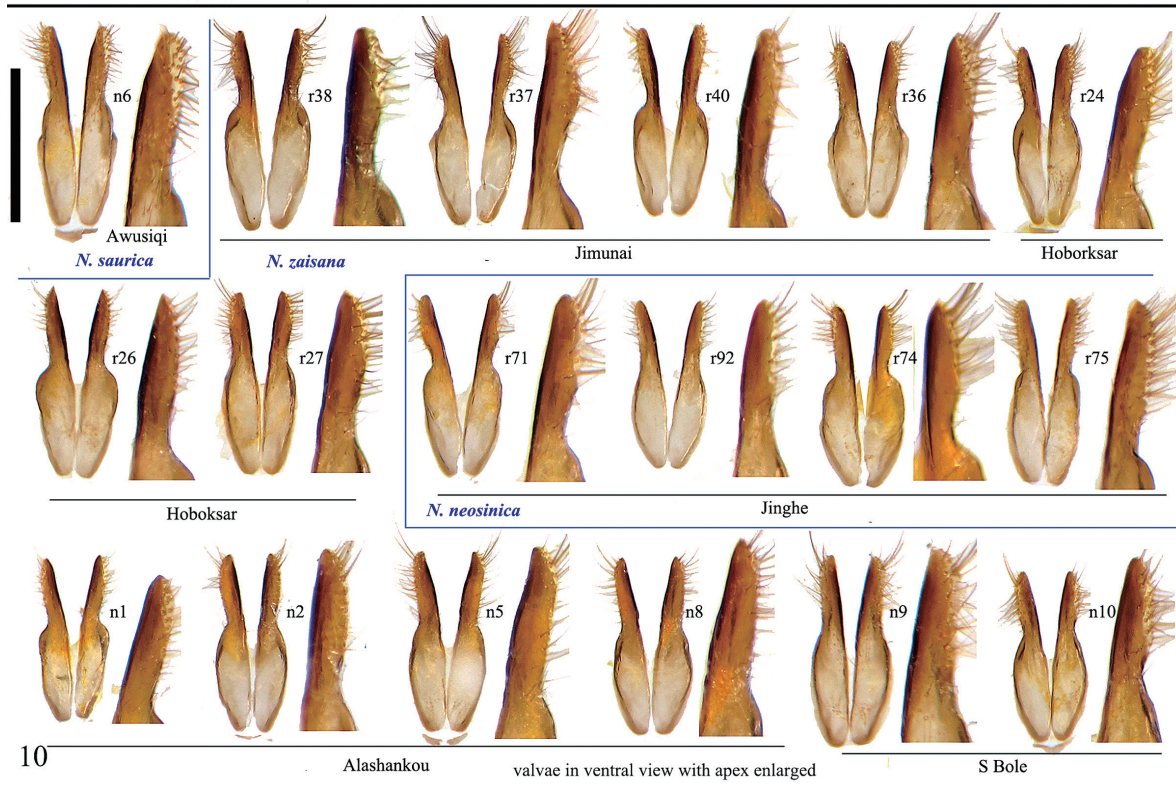 n6
r38
r37
r40
r36
r24
Awusiqi
Jimunai
Hoborksar
N. saurica
N. zaisana
r26
r27
r71
r92
r74
r75
Hoboksar
N. neosinica
Jinghe
n1
n2
n5
n8
n9
n10
10
Alashankou
valvae in ventral view with apex enlarged
S Bole